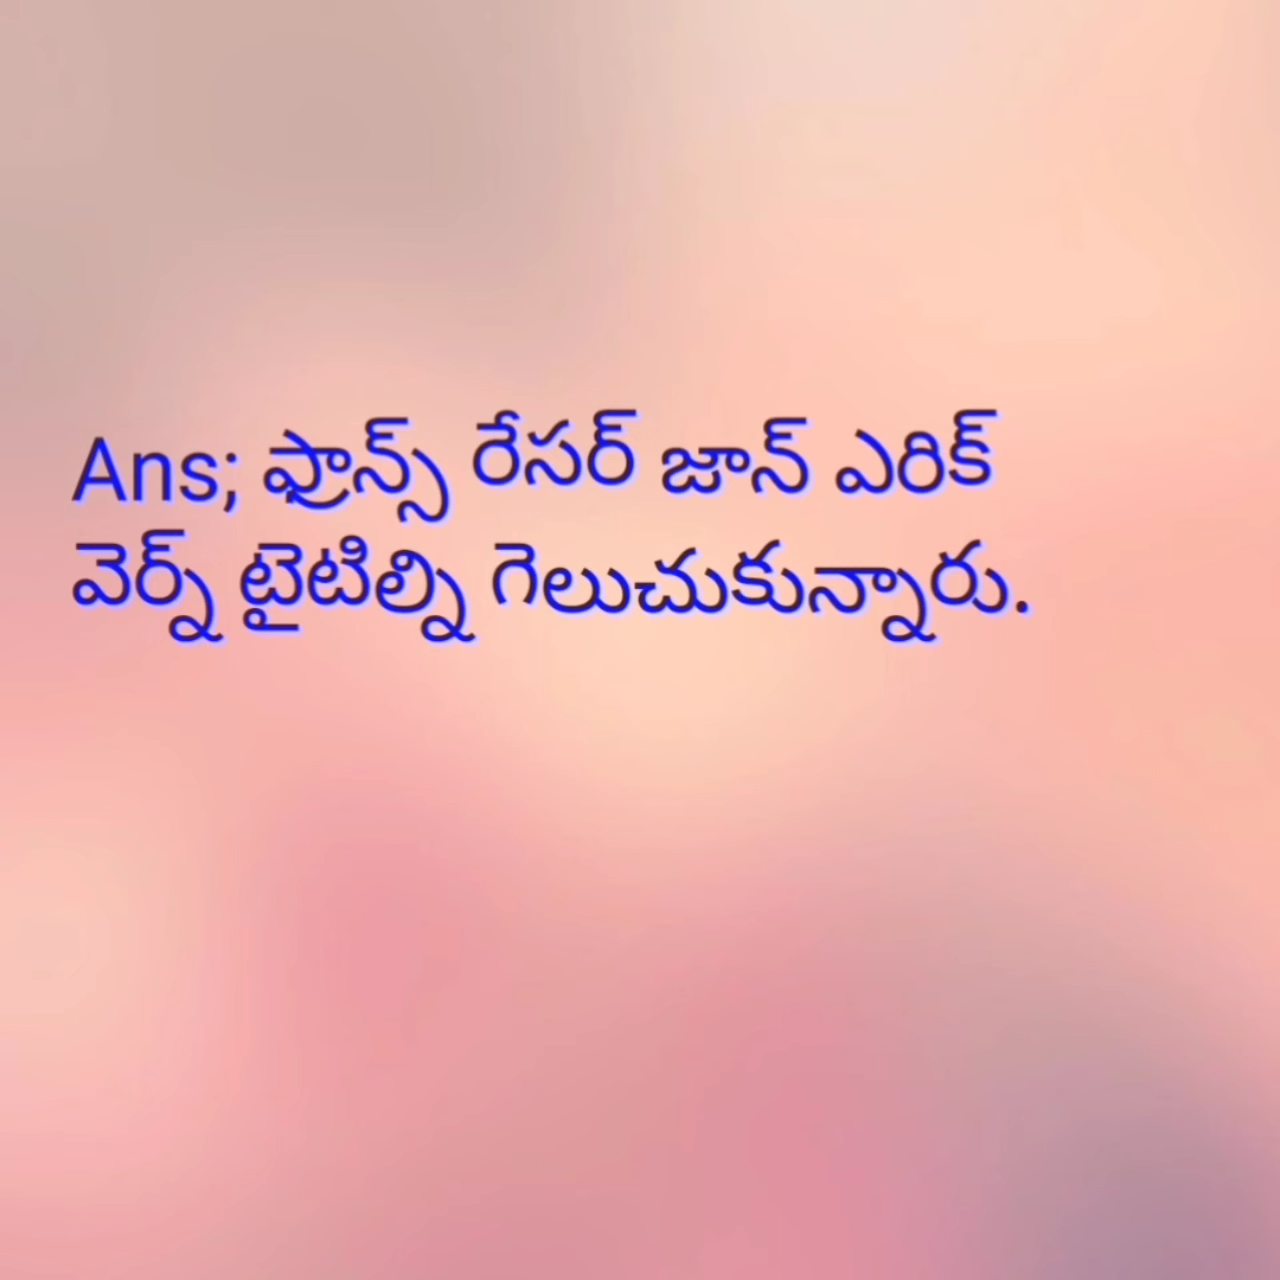 Ans; ఫ్రాన్స్ రేసర్ జాన్ ఎరిక్
వెర్న్ టైటిల్ని గెలుచుకున్నారు.